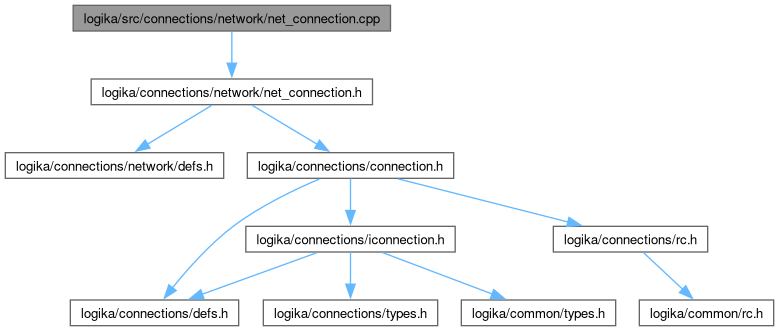 logika/src/connections/network/net_connection.cpp
logika/connections/network/net_connection.h
logika/connections/network/defs.h
logika/connections/connection.h
logika/connections/iconnection.h
logika/connections/rc.h
logika/connections/defs.h
logika/connections/types.h
logika/common/types.h
logika/common/rc.h